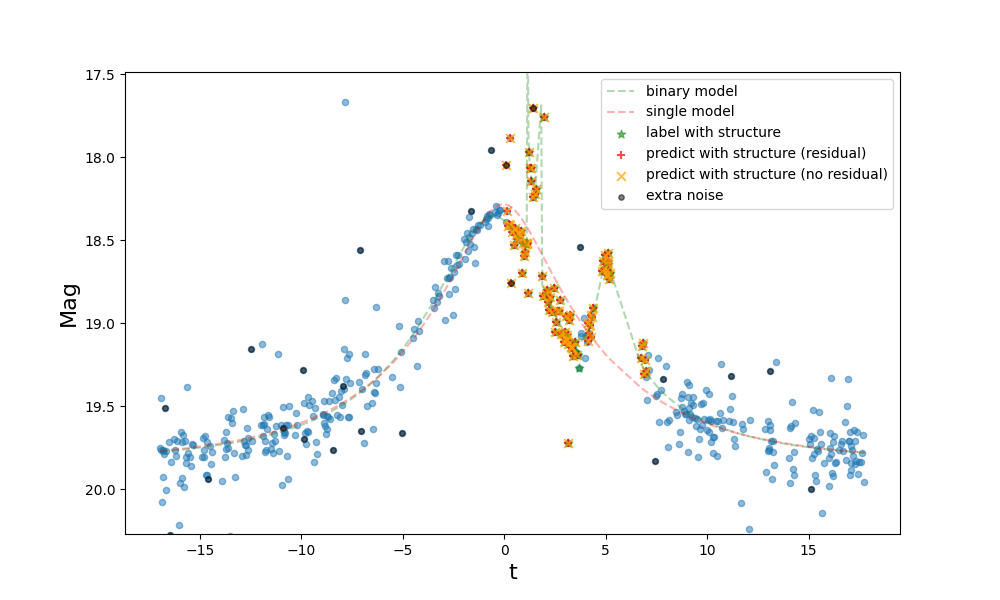 17.5
18.0
18.5
19.0
19.5
20.0
Mag
binary model
single model
label with structure
predict with structure (residual)
predict with structure (no residual)
extra noise
−15
−10
−5
0
5
10
15
t